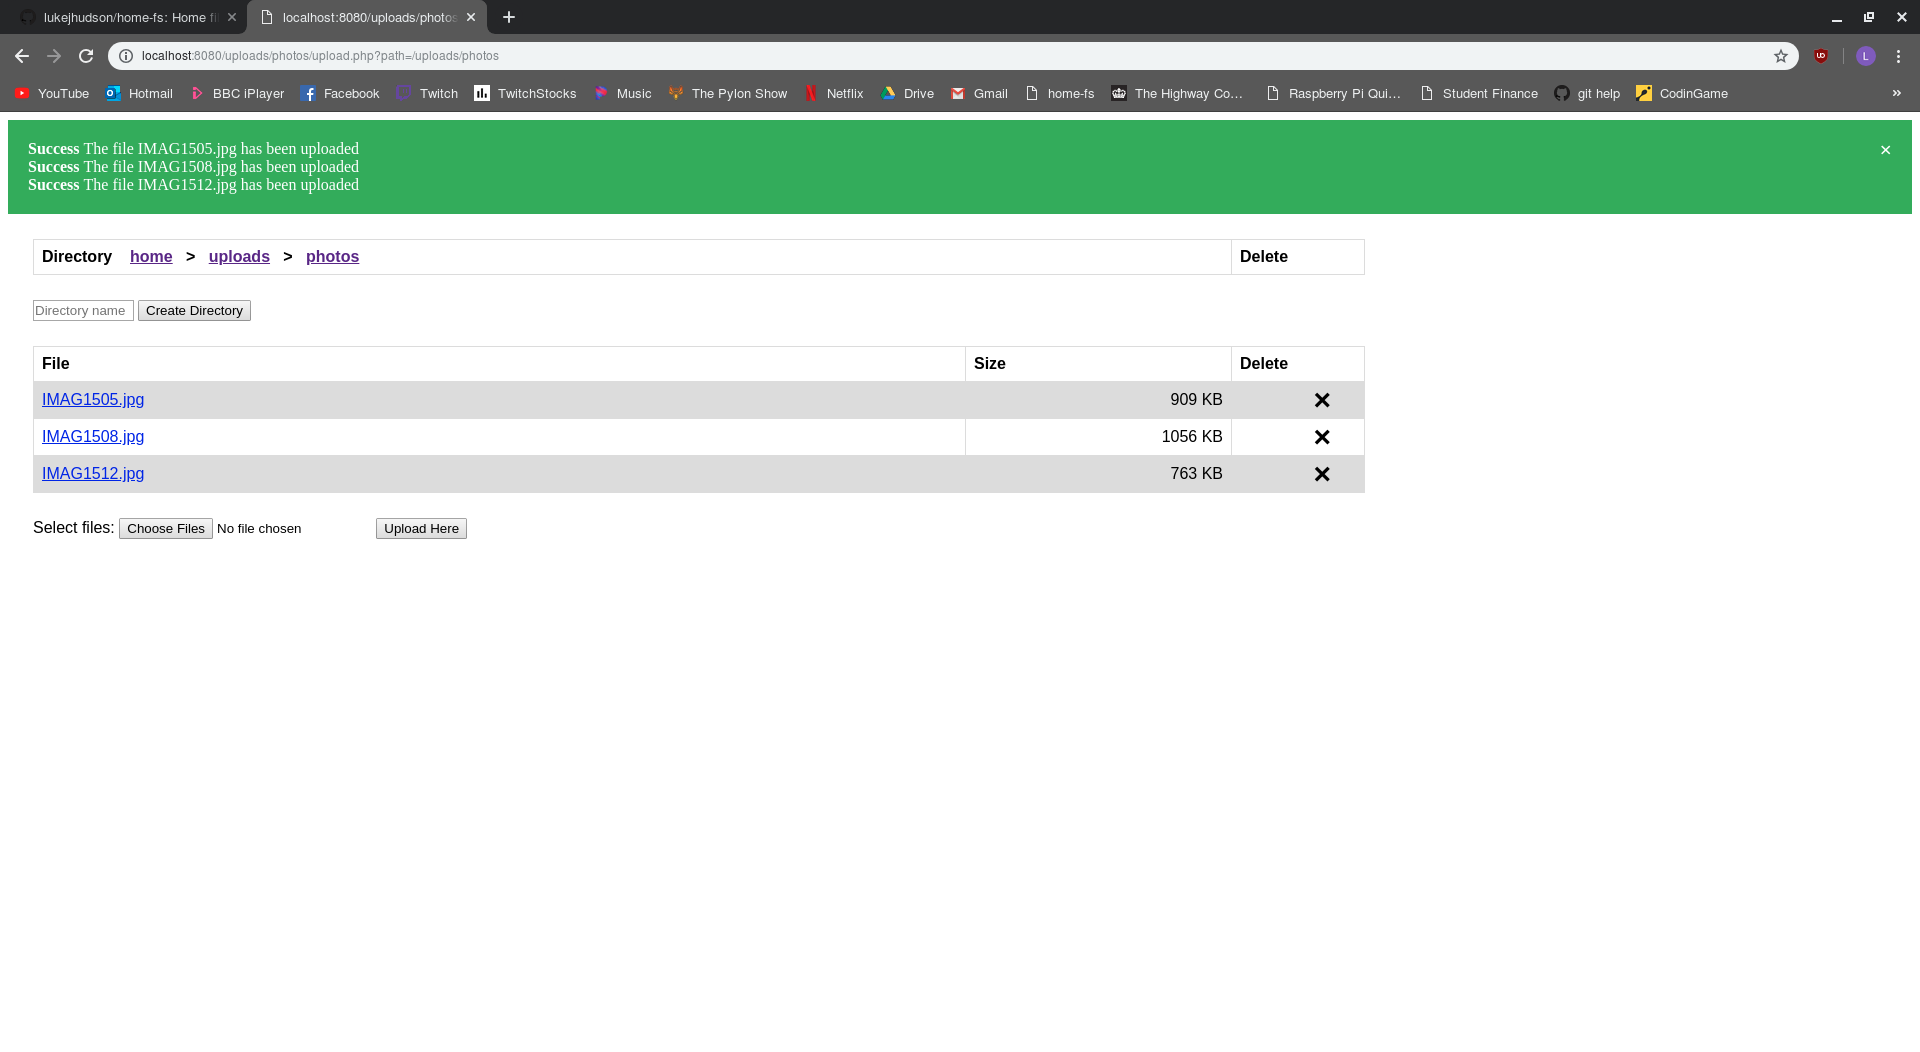 lukejhudson/home-fs: Home fi
localhost:8080/uploads/photos
localhost:8080/uploads/photos/upload.php?path=/uploads/photos
L
YouTube Hotmail BBC iPlayer Facebook Twitch TwitchStocks Music The Pylon Show Netflix Drive Gmail home-fs The Highway Co… Raspberry Pi Qui… Student Finance git help CodinGame »
Success The file IMAG1505.jpg has been uploaded ×
Success The file IMAG1508.jpg has been uploaded
Success The file IMAG1512.jpg has been uploaded
Directory home > uploads > photos Delete
Directory name Create Directory
File Size Delete
IMAG1505.jpg 909 KB ✕
IMAG1508.jpg 1056 KB ✕
IMAG1512.jpg 763 KB ✕
Select files: Choose Files No file chosen Upload Here